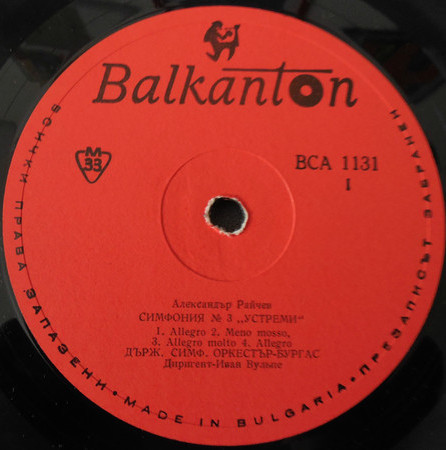 Balkanton
M
33
ВСА 1131
I
Александър Райчев
СИМФОНИЯ № 3 „УСТРЕМИ“
1. Allegro 2. Meno mosso,
3. Allegro molto 4. Allegro
ДЪРЖ. СИМФ. ОРКЕСТЪР-БУРГАС
Диригент-Иван Вульпе
ВСИЧКИ ПРАВА ЗАПАЗЕНИ • MADE IN BULGARIA • ПРЕЗАПИСЪТ ЗАБРАНЕН